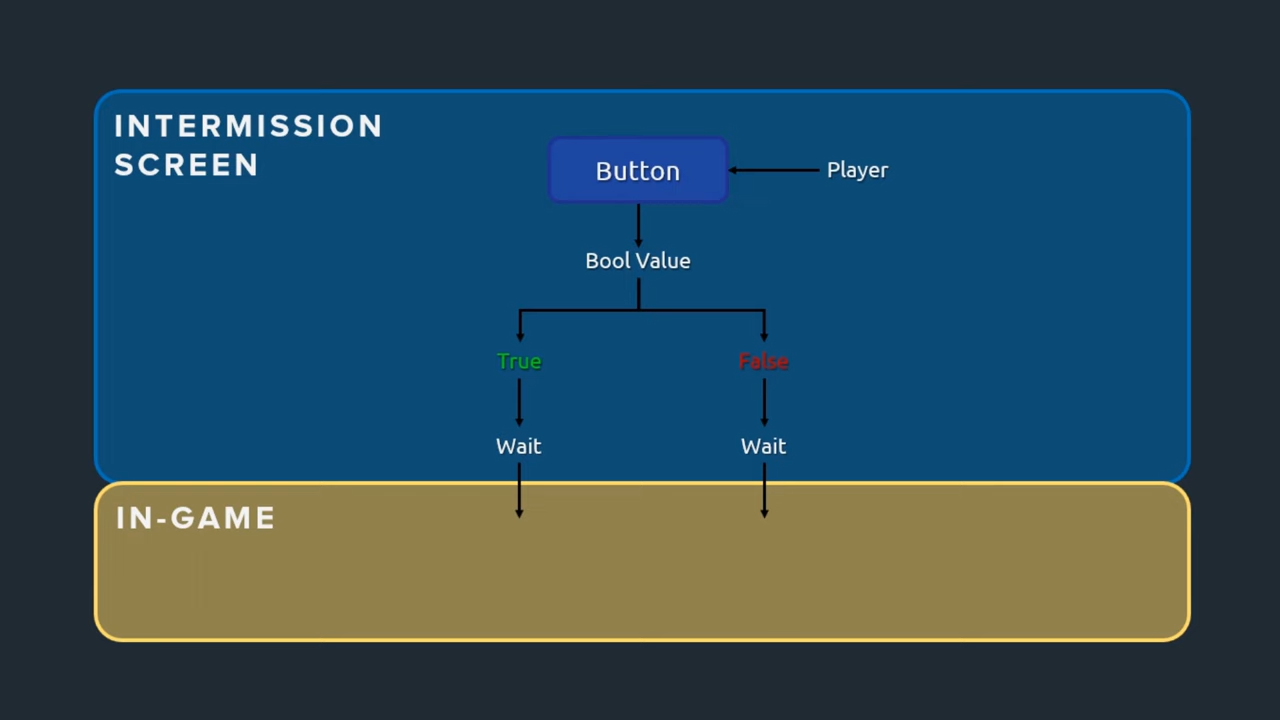 INTERMISSION
SCREEN
Button
Player
Bool Value
True
False
Wait
Wait
IN-GAME